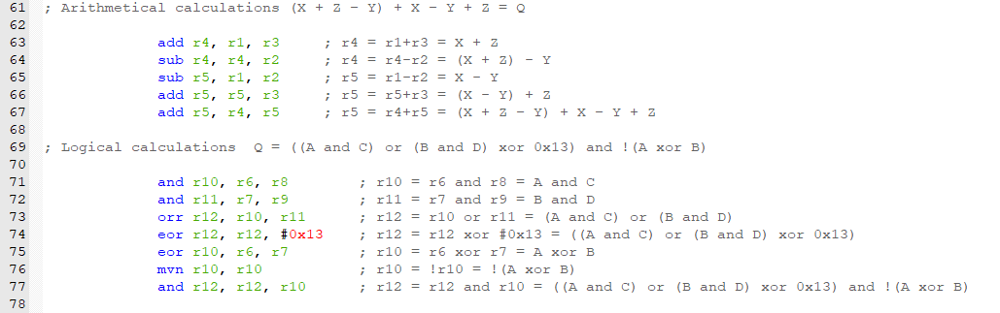 61 ; Arithmetical calculations (X + Z - Y) + X - Y + Z = Q
62
63 add r4, r1, r3 ; r4 = r1+r3 = X + Z
64 sub r4, r4, r2 ; r4 = r4-r2 = (X + Z) - Y
65 sub r5, r1, r2 ; r5 = r1-r2 = X - Y
66 add r5, r5, r3 ; r5 = r5+r3 = (X - Y) + Z
67 add r5, r4, r5 ; r5 = r4+r5 = (X + Z - Y) + X - Y + Z
68
69 ; Logical calculations  Q = ((A and C) or (B and D) xor 0x13) and !(A xor B)
70
71 and r10, r6, r8 ; r10 = r6 and r8 = A and C
72 and r11, r7, r9 ; r11 = r7 and r9 = B and D
73 orr r12, r10, r11 ; r12 = r10 or r11 = (A and C) or (B and D)
74 eor r12, r12, #0x13 ; r12 = r12 xor #0x13 = ((A and C) or (B and D) xor 0x13)
75 eor r10, r6, r7 ; r10 = r6 xor r7 = A xor B
76 mvn r10, r10 ; r10 = !r10 = !(A xor B)
77 and r12, r12, r10 ; r12 = r12 and r10 = ((A and C) or (B and D) xor 0x13) and !(A xor B)
78